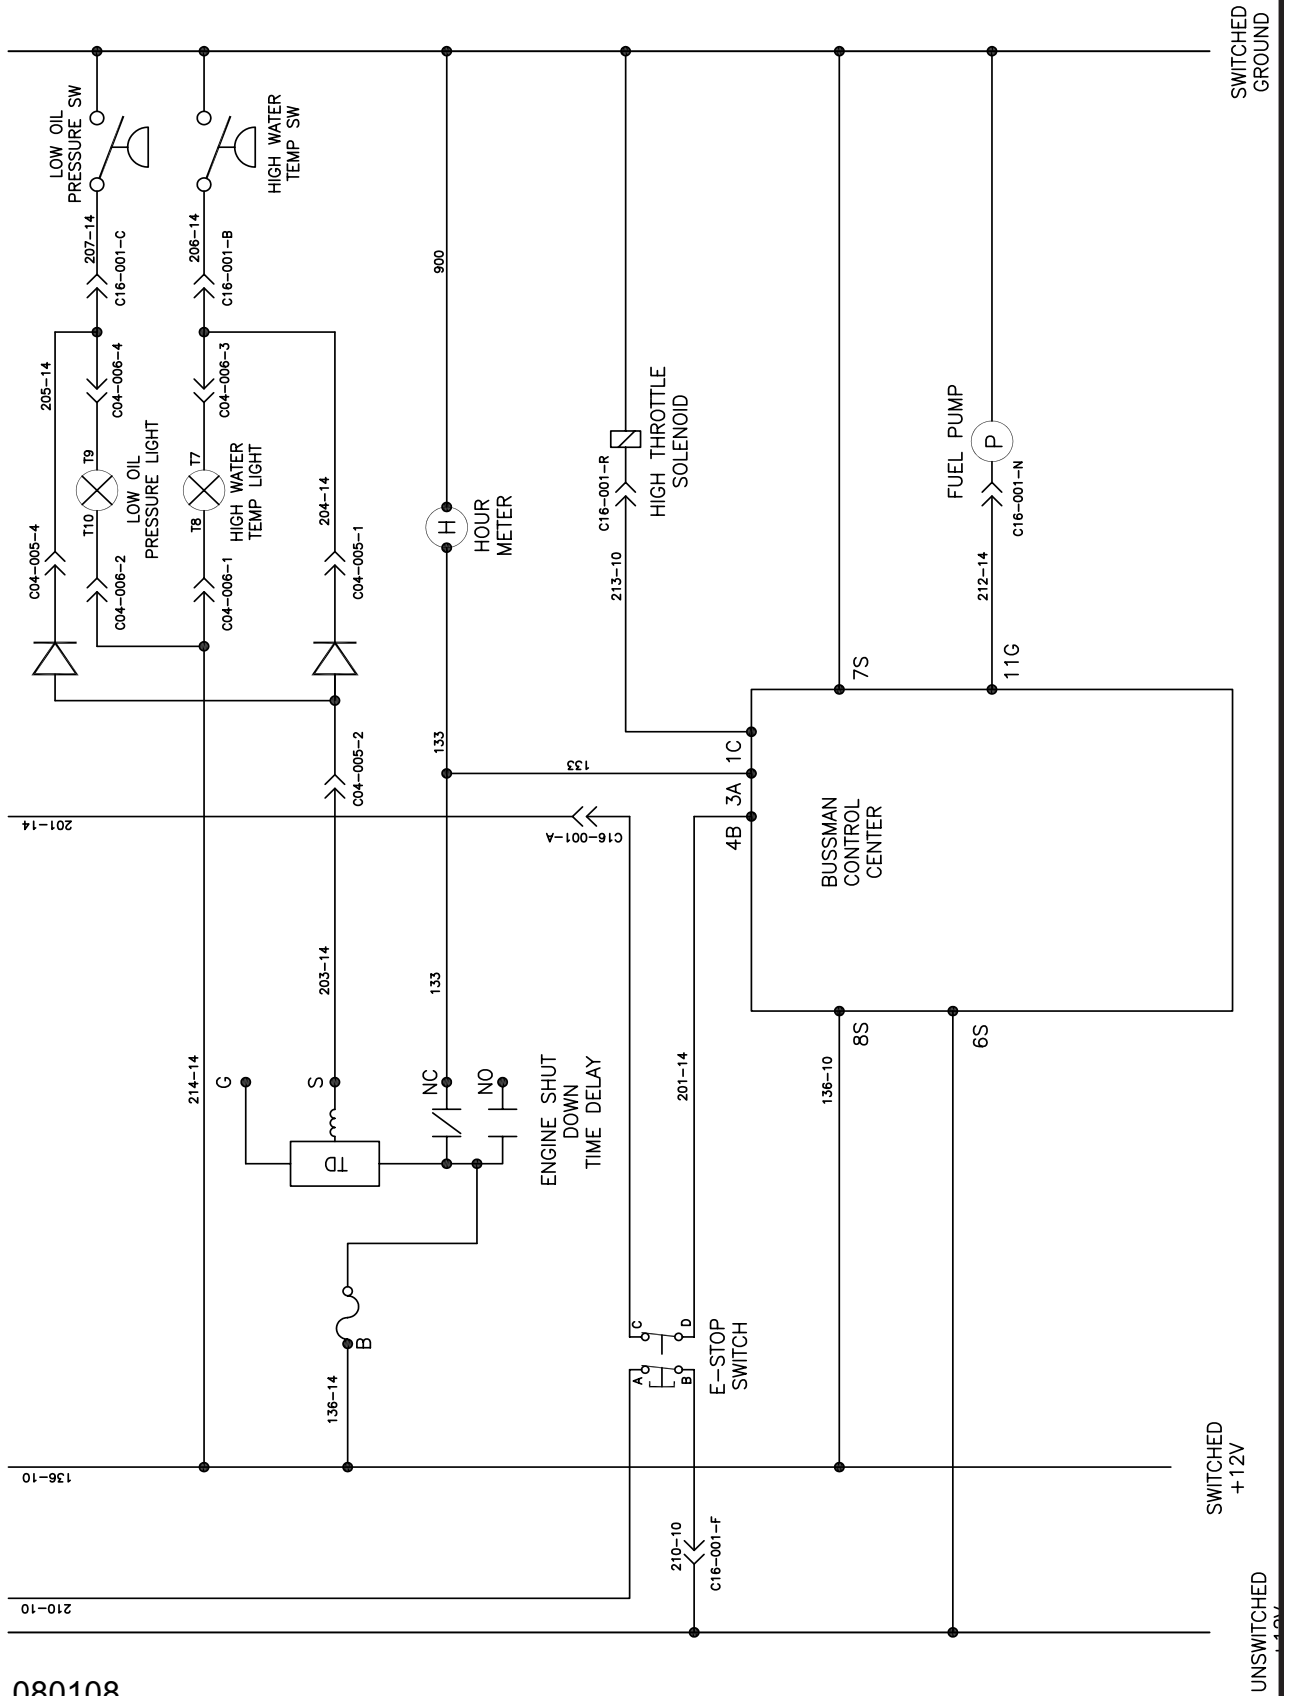 SWITCHED
GROUND
LOW OIL
PRESSURE SW
HIGH WATER
TEMP SW
207-14
C16-001-C
206-14
C16-001-B
900
205-14
C04-006-4
C04-006-3
T9
T10
LOW OIL
PRESSURE LIGHT
T7
T8
HIGH WATER
TEMP LIGHT
204-14
C04-005-4
C04-006-2
C04-006-1
C04-005-1
H
HOUR
METER
C16-001-R
HIGH THROTTLE
SOLENOID
213-10
FUEL PUMP
P
C16-001-N
212-14
7S
11G
133
133
1C
3A
4B
C04-005-2
201-14
C16-001-A
BUSSMAN
CONTROL
CENTER
203-14
133
214-14
G
S
NC
NO
TD
ENGINE SHUT
DOWN
TIME DELAY
201-14
136-10
8S
6S
B
136-14
C
D
A
B
E-STOP
SWITCH
136-10
SWITCHED
+12V
210-10
C16-001-F
210-10
UNSWITCHED
080108